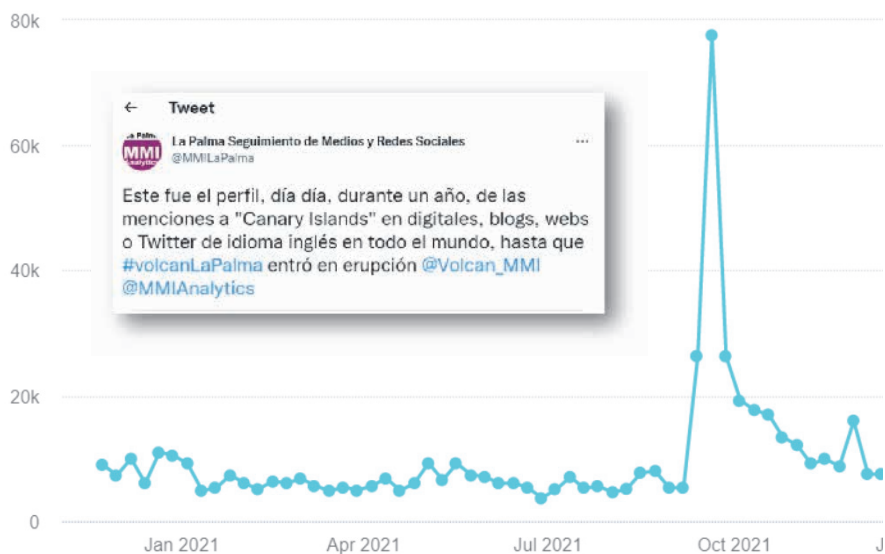 80k
60k
40k
20k
0
← Tweet
La Palma Seguimiento de Medios y Redes Sociales
@MMILaPalma
MMI
Analytics
Este fue el perfil, día día, durante un año, de las
menciones a "Canary Islands" en digitales, blogs, webs
o Twitter de idioma inglés en todo el mundo, hasta que
#volcanLaPalma entró en erupción @Volcan_MMI
@MMIAnalytics
Jan 2021
Apr 2021
Jul 2021
Oct 2021